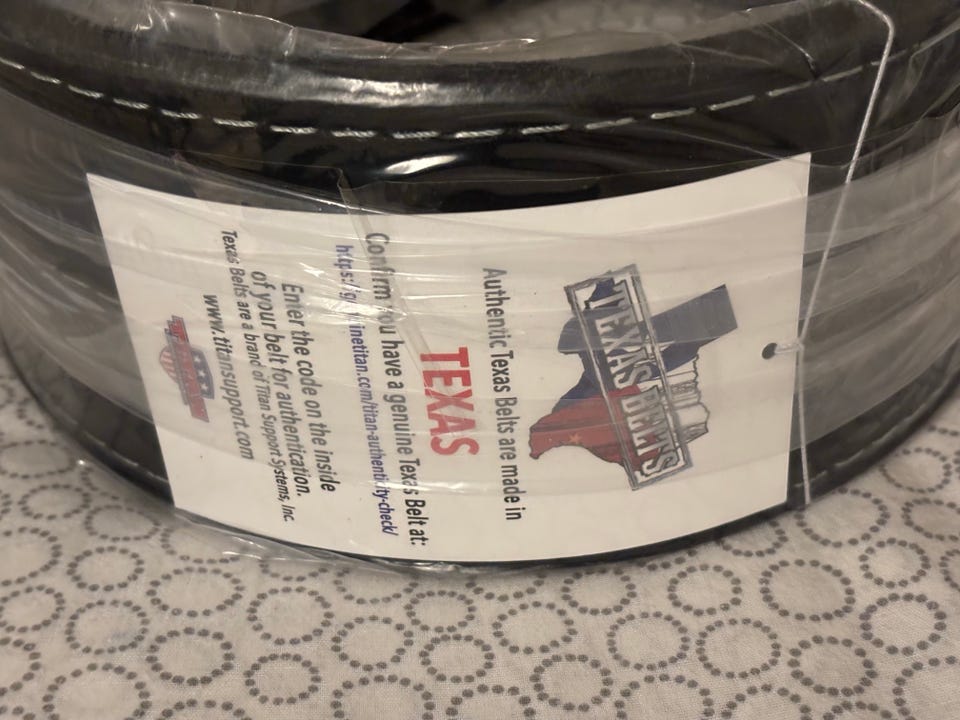 TEXAS BELTS
Authentic Texas Belts are made in
TEXAS
Confirm you have a genuine Texas Belt at:
Enter the code on the inside
of your belt for authentication.
Texas Belts are a brand of Titan Support Systems, Inc.
www.titansupport.com
TITAN